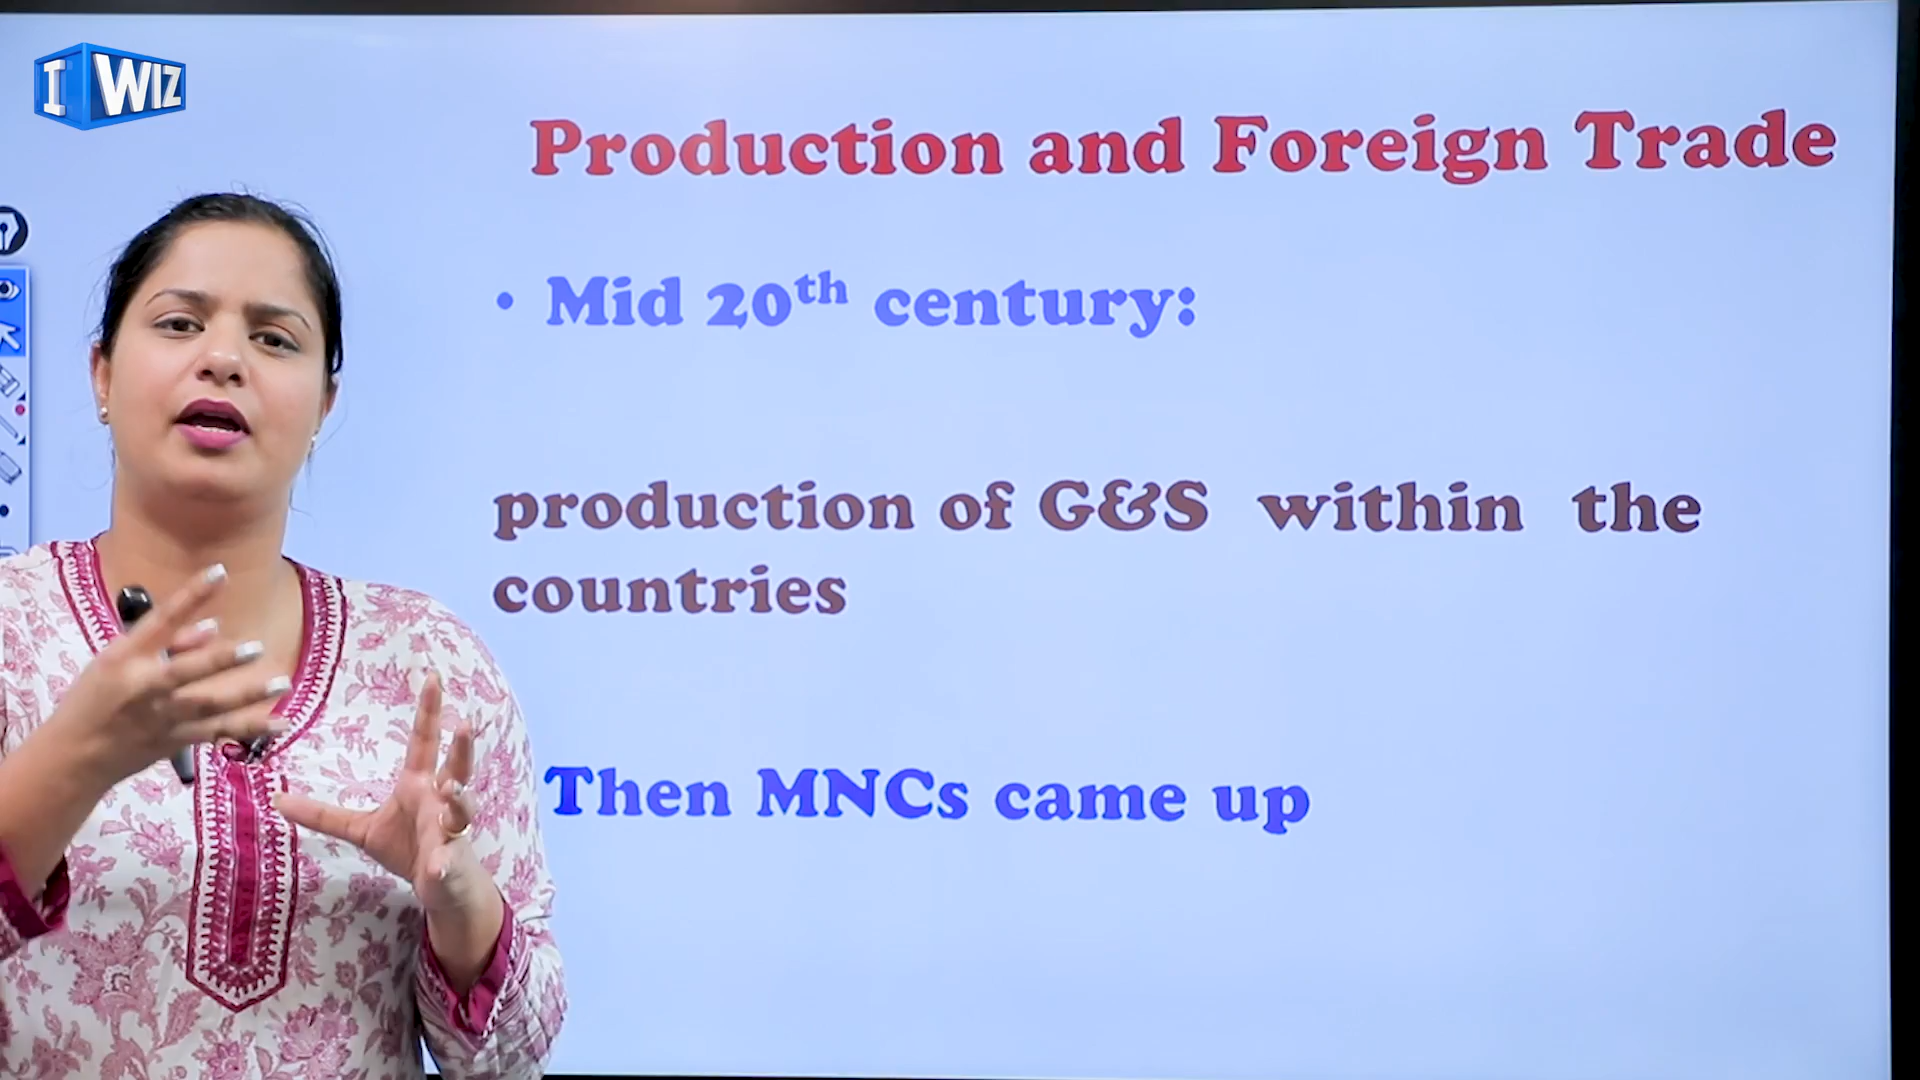 I WIZ
Production and Foreign Trade
• Mid 20th century:
production of G&S within the
countries
Then MNCs came up